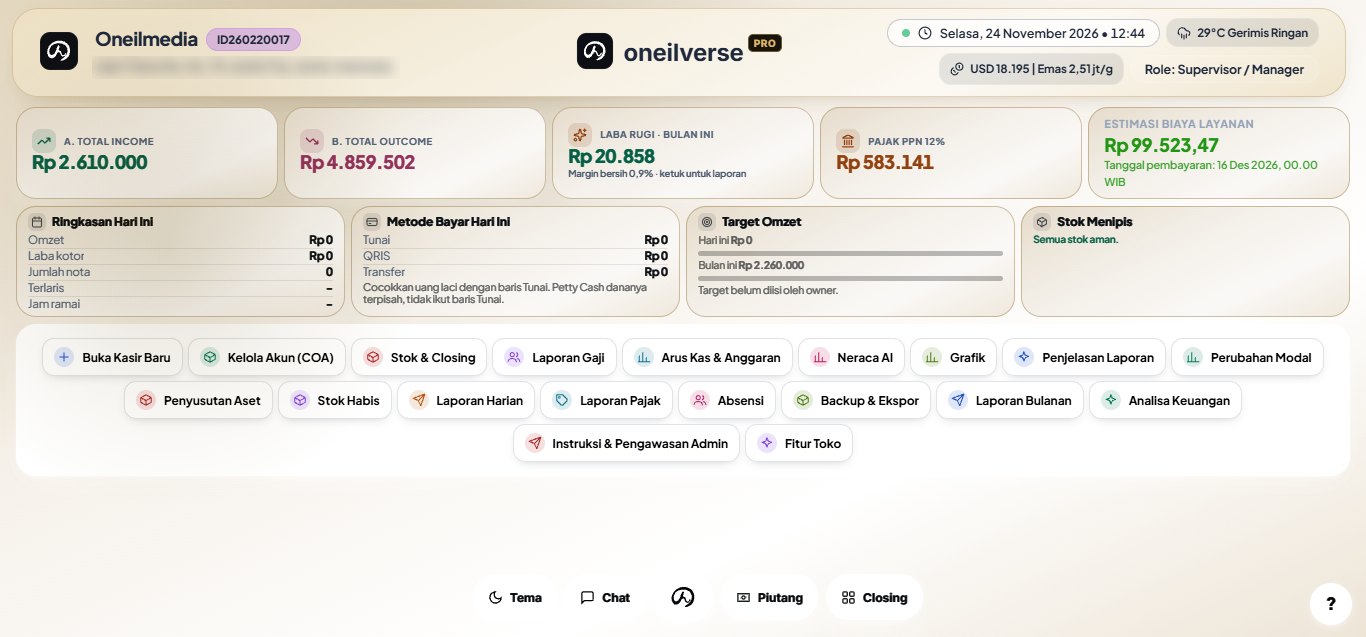 Oneilmedia ID260220017
oneilverse PRO
Selasa, 24 November 2026 • 12:44
29°C Gerimis Ringan
USD 18.195 | Emas 2,51 jt/g
Role: Supervisor / Manager
A. TOTAL INCOME
Rp 2.610.000
B. TOTAL OUTCOME
Rp 4.859.502
LABA RUGI · BULAN INI
Rp 20.858
Margin bersih 0,9% · ketuk untuk laporan
PAJAK PPN 12%
Rp 583.141
ESTIMASI BIAYA LAYANAN
Rp 99.523,47
Tanggal pembayaran: 16 Des 2026, 00.00
WIB
Ringkasan Hari Ini
Omzet Rp 0
Laba kotor Rp 0
Jumlah nota 0
Terlaris –
Jam ramai –
Metode Bayar Hari Ini
Tunai Rp 0
QRIS Rp 0
Transfer Rp 0
Cocokkan uang laci dengan baris Tunai. Petty Cash dananya
terpisah, tidak ikut baris Tunai.
Target Omzet
Hari ini Rp 0
Bulan ini Rp 2.260.000
Target belum diisi oleh owner.
Stok Menipis
Semua stok aman.
Buka Kasir Baru
Kelola Akun (COA)
Stok & Closing
Laporan Gaji
Arus Kas & Anggaran
Neraca AI
Grafik
Penjelasan Laporan
Perubahan Modal
Penyusutan Aset
Stok Habis
Laporan Harian
Laporan Pajak
Absensi
Backup & Ekspor
Laporan Bulanan
Analisa Keuangan
Instruksi & Pengawasan Admin
Fitur Toko
Tema
Chat
Piutang
Closing
?